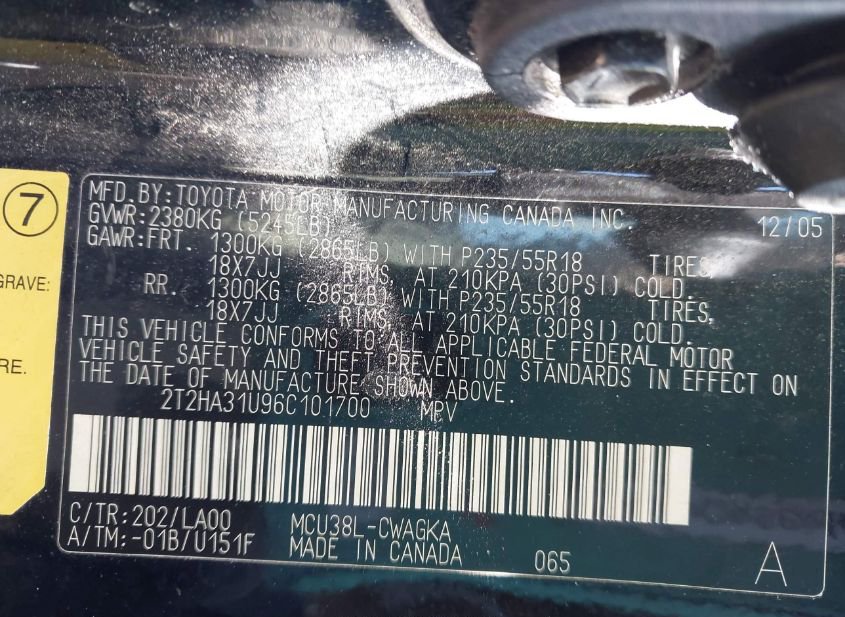 7
GRAVE:
RE.
MFD.BY:TOYOTA MOTOR MANUFACTURING CANADA INC. 12/05
GVWR:2380KG (5245LB)
GAWR:FRT. 1300KG (2865LB) WITH P235/55R18 TIRES,
18X7JJ RIMS, AT 210KPA (30PSI) COLD.
RR. 1300KG (2865LB) WITH P235/55R18 TIRES,
18X7JJ RIMS, AT 210KPA (30PSI) COLD.
THIS VEHICLE CONFORMS TO ALL APPLICABLE FEDERAL MOTOR
VEHICLE SAFETY AND THEFT PREVENTION STANDARDS IN EFFECT ON
THE DATE OF MANUFACTURE SHOWN ABOVE.
2T2HA31U96C101700 MPV
C/TR:202/LA00 MCU38L-CWAGKA
A/TM:-01B/U151F MADE IN CANADA 065 A